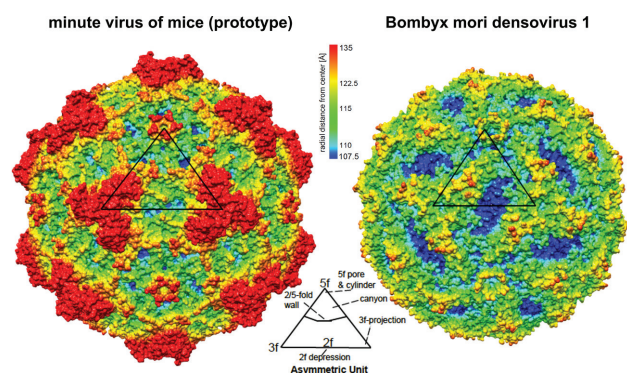 minute virus of mice (prototype)
Bombyx mori densovirus 1
radial distance from center [Å]
135
122.5
115
110
107.5
5f pore
& cylinder
5f
2/5-fold
wall
canyon
3f-projection
3f
2f
2f depression
Asymmetric Unit